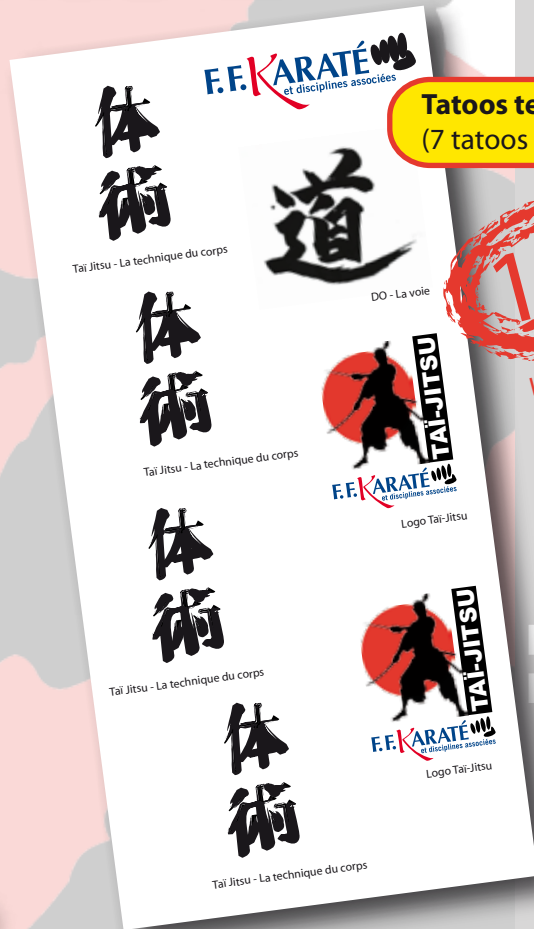 F.F.KARATÉ
et disciplines associées
体
術
Taï Jitsu - La technique du corps
Tatoos
(7 tatoos
道
DO - La voie
体
術
Taï Jitsu - La technique du corps
TAÏ-JITSU
F.F.KARATÉ
et disciplines associées
Logo Taï-Jitsu
体
術
Taï Jitsu - La technique du corps
TAÏ-JITSU
F.F.KARATÉ
et disciplines associées
Logo Taï-Jitsu
体
術
Taï Jitsu - La technique du corps